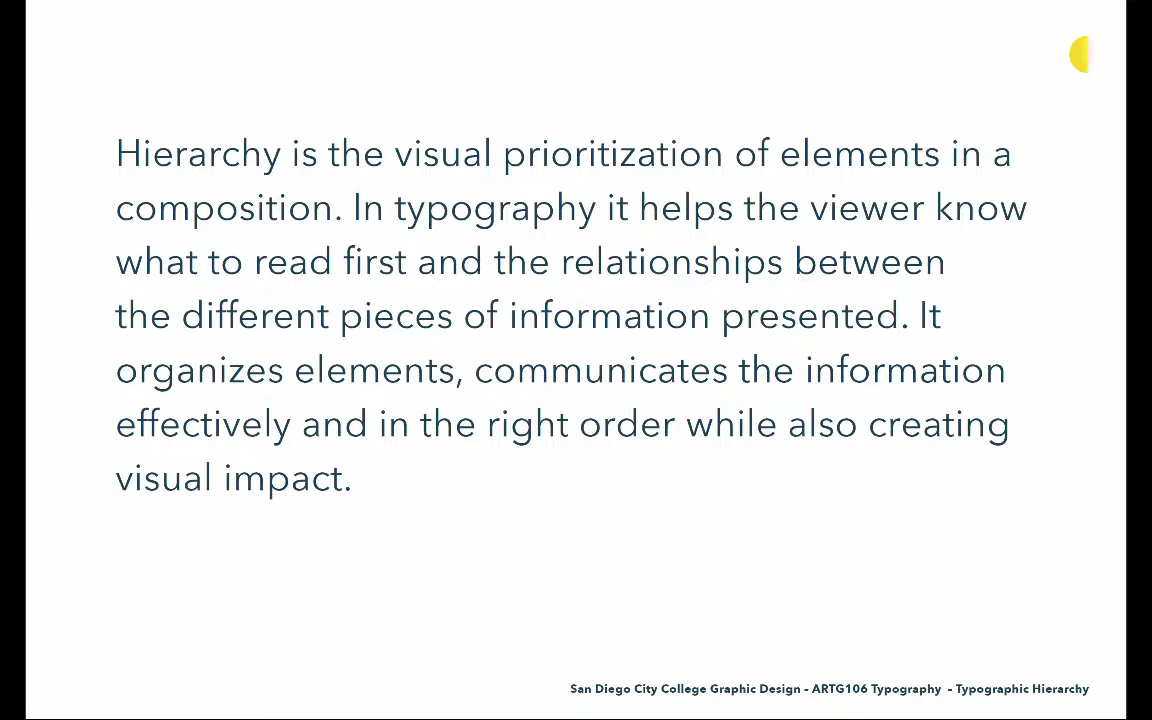 Hierarchy is the visual prioritization of elements in a
composition. In typography it helps the viewer know
what to read first and the relationships between
the different pieces of information presented. It
organizes elements, communicates the information
effectively and in the right order while also creating
visual impact.
San Diego City College Graphic Design - ARTG106 Typography - Typographic Hierarchy